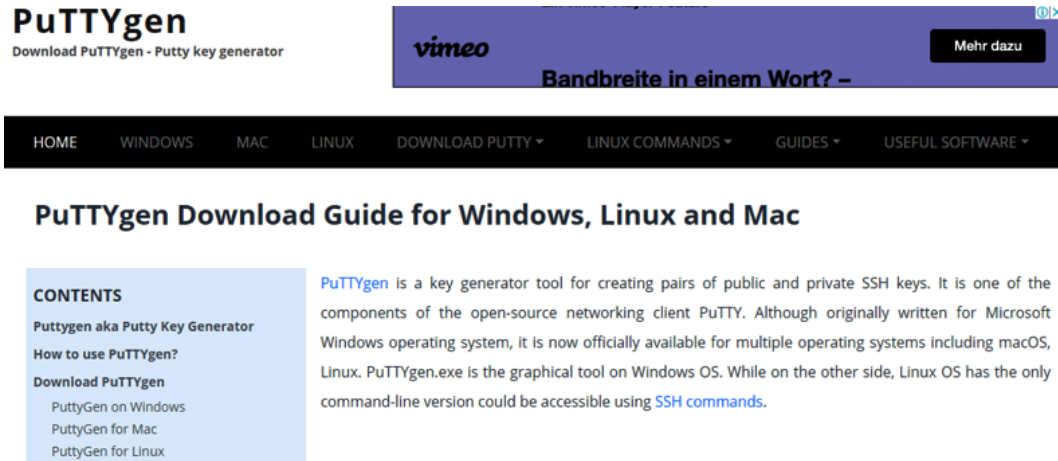 PuTTYgen
Download PuTTYgen - Putty key generator
vimeo
Mehr dazu
Bandbreite in einem Wort? –
HOME WINDOWS MAC LINUX DOWNLOAD PUTTY LINUX COMMANDS GUIDES USEFUL SOFTWARE
PuTTYgen Download Guide for Windows, Linux and Mac
CONTENTS
Puttygen aka Putty Key Generator
How to use PuTTYgen?
Download PuTTYgen
PuttyGen on Windows
PuttyGen for Mac
PuttyGen for Linux
PuTTYgen is a key generator tool for creating pairs of public and private SSH keys. It is one of the
components of the open-source networking client PuTTY. Although originally written for Microsoft
Windows operating system, it is now officially available for multiple operating systems including macOS,
Linux. PuTTYgen.exe is the graphical tool on Windows OS. While on the other side, Linux OS has the only
command-line version could be accessible using SSH commands.